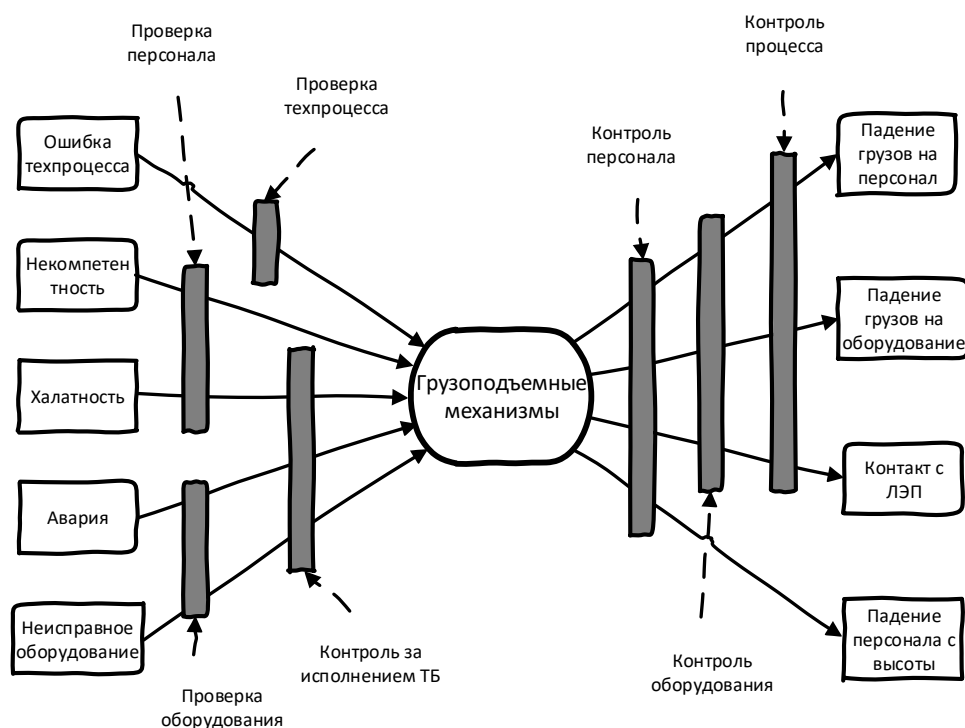 Проверка
персонала
Проверка
техпроцесса
Контроль
персонала
Контроль
процесса
Ошибка
техпроцесса
Некомпетен
тность
Халатность
Авария
Неисправное
оборудование
Грузоподъемные
механизмы
Падение
грузов на
персонал
Падение
грузов на
оборудование
Контакт с
ЛЭП
Падение
персонала с
высоты
Проверка
оборудования
Контроль за
исполнением ТБ
Контроль
оборудования